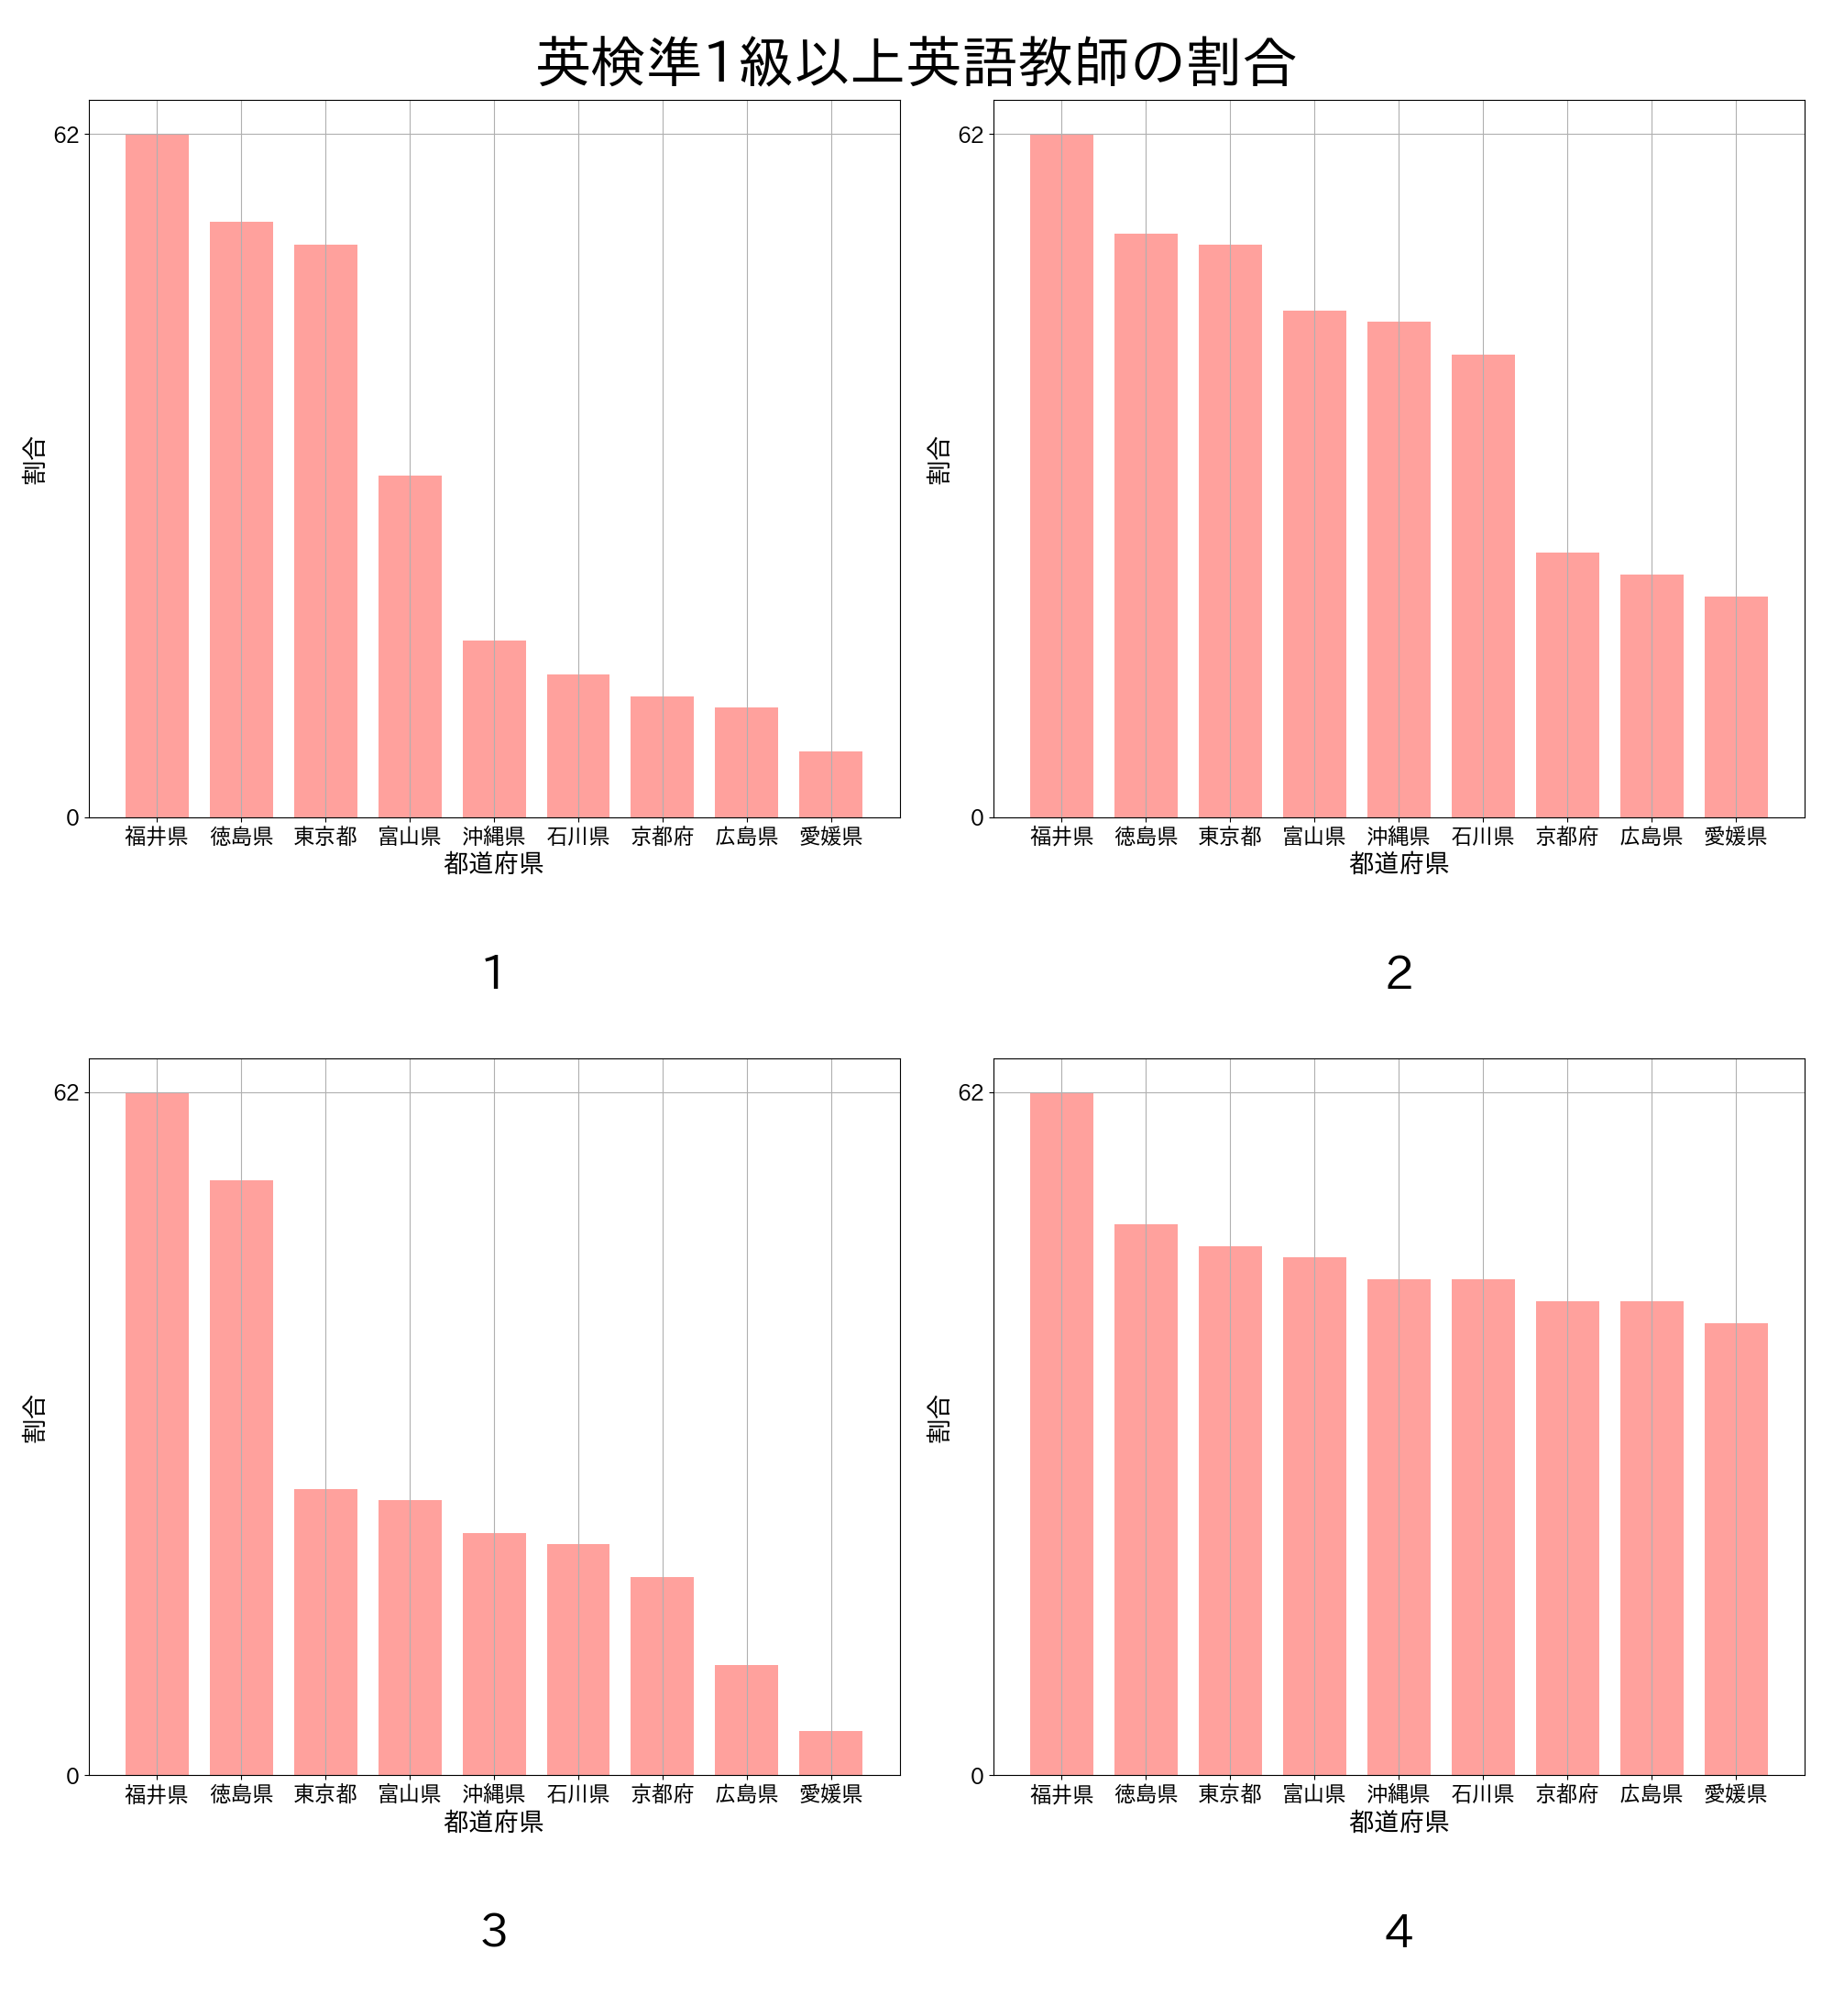 英検準1級以上英語教師の割合
62
0
割合
福井県 徳島県 東京都 富山県 沖縄県 石川県 京都府 広島県 愛媛県
都道府県
1
62
0
割合
福井県 徳島県 東京都 富山県 沖縄県 石川県 京都府 広島県 愛媛県
都道府県
2
62
0
割合
福井県 徳島県 東京都 富山県 沖縄県 石川県 京都府 広島県 愛媛県
都道府県
3
62
0
割合
福井県 徳島県 東京都 富山県 沖縄県 石川県 京都府 広島県 愛媛県
都道府県
4